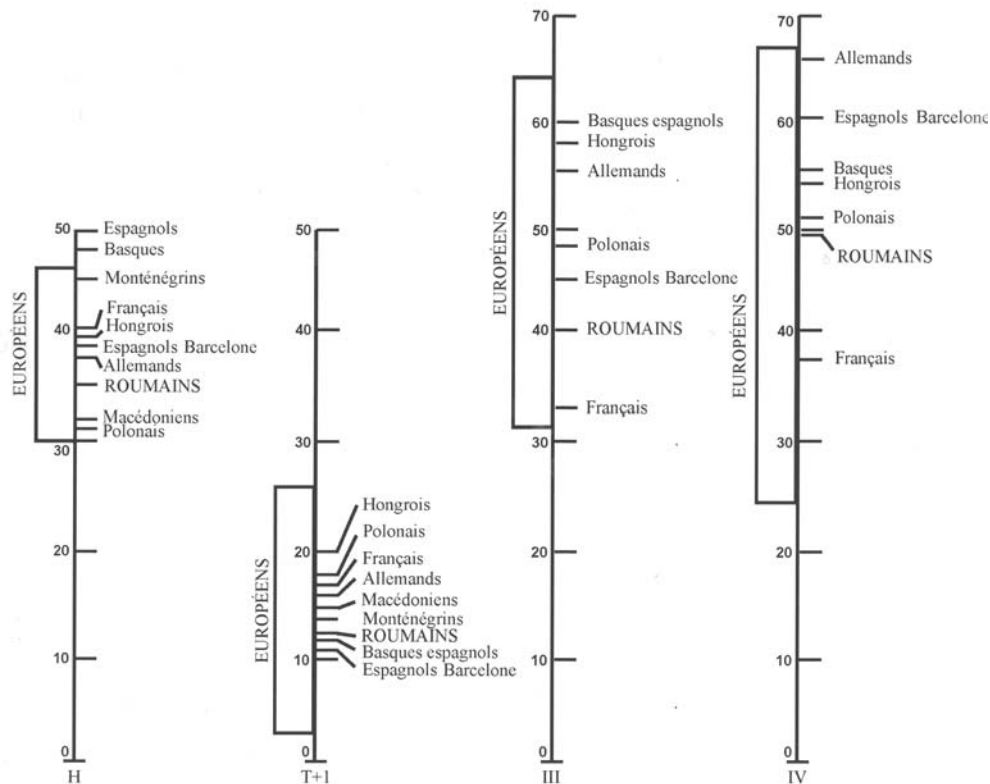 50
Espagnols
Basques
Monténégrins
Français
40
Hongrois
Espagnols Barcelone
Allemands
ROUMAINS
Macédoniens
Polonais
30
20
10
0
EUROPÉENS
H
50
40
30
Hongrois
Polonais
20
Français
Allemands
Macédoniens
Monténégrins
ROUMAINS
Basques espagnols
10
Espagnols Barcelone
0
EUROPÉENS
T+1
70
60
Basques espagnols
Hongrois
Allemands
50
Polonais
Espagnols Barcelone
40
ROUMAINS
Français
30
20
10
0
EUROPÉENS
III
70
Allemands
60
Espagnols Barcelone
Basques
Hongrois
Polonais
50
ROUMAINS
40
Français
30
20
10
0
EUROPÉENS
IV